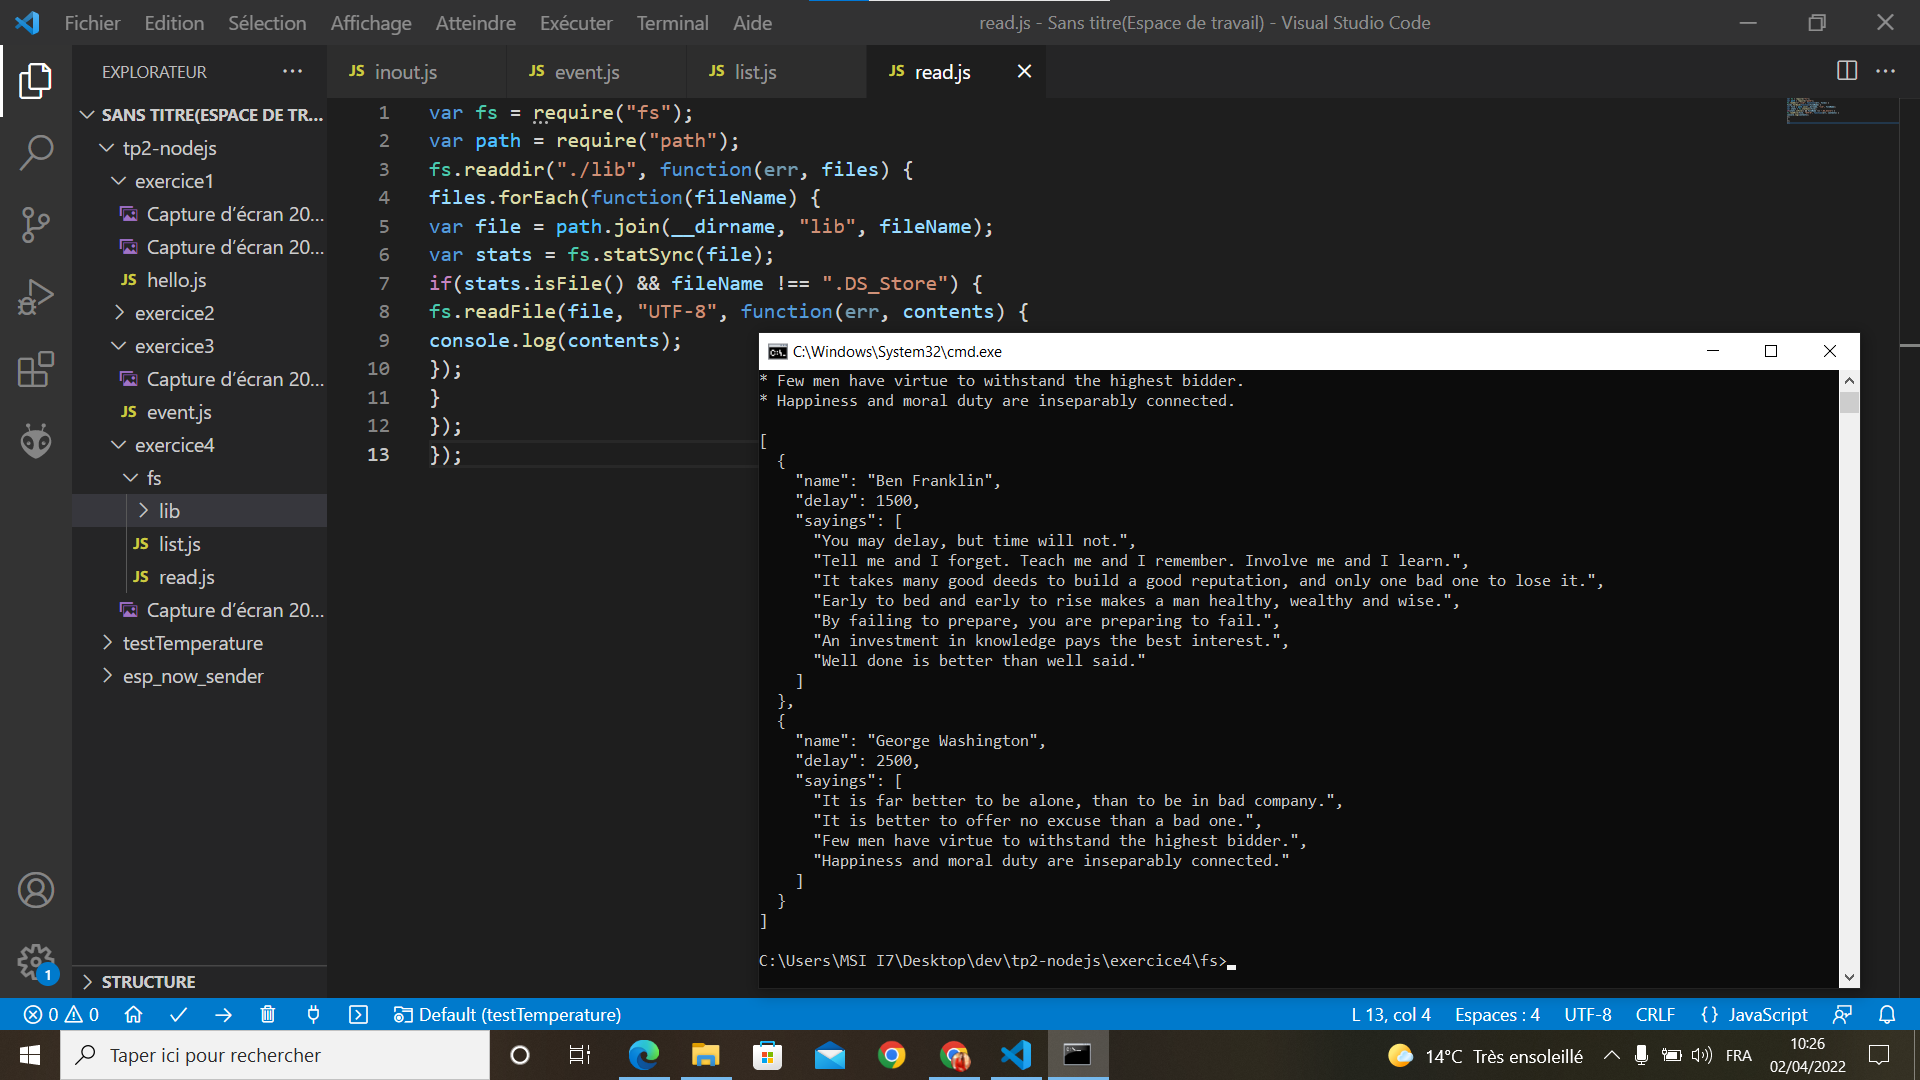 Fichier Edition Sélection Affichage Atteindre Exécuter Terminal Aide
read.js - Sans titre(Espace de travail) - Visual Studio Code
EXPLORATEUR
SANS TITRE(ESPACE DE TR...
tp2-nodejs
exercice1
Capture d'écran 20...
Capture d'écran 20...
JS hello.js
exercice2
exercice3
Capture d'écran 20...
JS event.js
exercice4
fs
lib
JS list.js
JS read.js
Capture d'écran 20...
testTemperature
esp_now_sender
STRUCTURE
1
JS inout.js
JS event.js
JS list.js
JS read.js
1 var fs = require("fs");
2 var path = require("path");
3 fs.readdir("./lib", function(err, files) {
4 files.forEach(function(fileName) {
5 var file = path.join(__dirname, "lib", fileName);
6 var stats = fs.statSync(file);
7 if(stats.isFile() && fileName !== ".DS_Store") {
8 fs.readFile(file, "UTF-8", function(err, contents) {
9 console.log(contents);
10 });
11 }
12 });
13 });
C:\Windows\System32\cmd.exe
* Few men have virtue to withstand the highest bidder.
* Happiness and moral duty are inseparably connected.
[
{
"name": "Ben Franklin",
"delay": 1500,
"sayings": [
"You may delay, but time will not.",
"Tell me and I forget. Teach me and I remember. Involve me and I learn.",
"It takes many good deeds to build a good reputation, and only one bad one to lose it.",
"Early to bed and early to rise makes a man healthy, wealthy and wise.",
"By failing to prepare, you are preparing to fail.",
"An investment in knowledge pays the best interest.",
"Well done is better than well said."
]
},
{
"name": "George Washington",
"delay": 2500,
"sayings": [
"It is far better to be alone, than to be in bad company.",
"It is better to offer no excuse than a bad one.",
"Few men have virtue to withstand the highest bidder.",
"Happiness and moral duty are inseparably connected."
]
}
]
C:\Users\MSI I7\Desktop\dev\tp2-nodejs\exercice4\fs>
0 0 Default (testTemperature)
L 13, col 4 Espaces : 4 UTF-8 CRLF {} JavaScript
Taper ici pour rechercher
14°C Très ensoleillé
FRA
10:26
02/04/2022